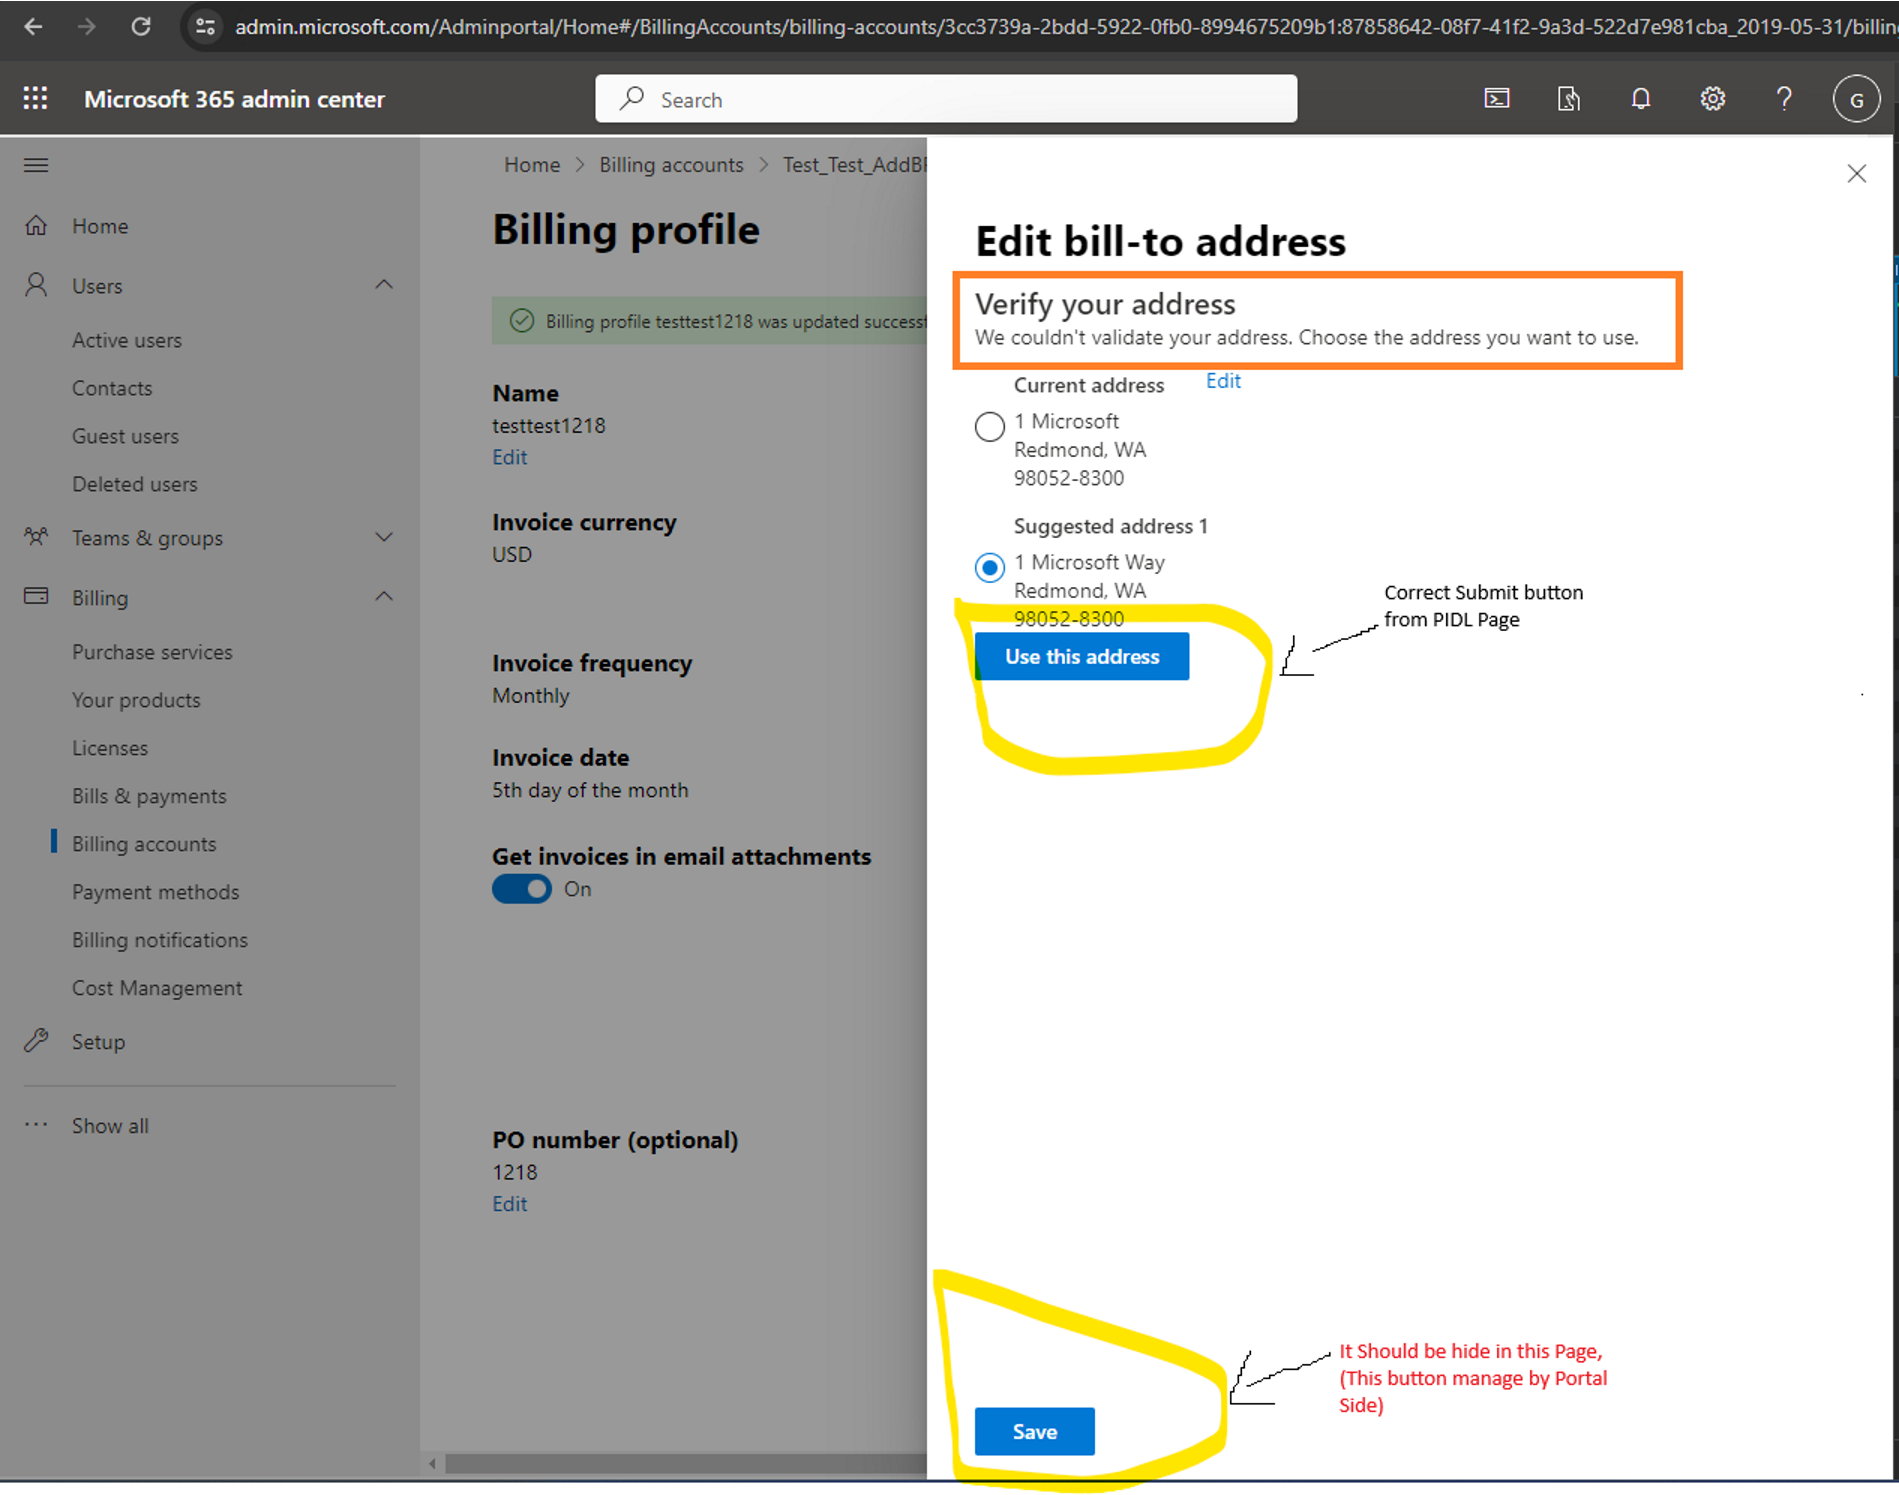 admin.microsoft.com/Adminportal/Home#/BillingAccounts/billing-accounts/3cc3739a-2bdd-5922-0fb0-8994675209b1:87858642-08f7-41f2-9a3d-522d7e981cba_2019-05-31/billin
Microsoft 365 admin center
Search
G
Home
Users
Active users
Contacts
Guest users
Deleted users
Teams & groups
Billing
Purchase services
Your products
Licenses
Bills & payments
Billing accounts
Payment methods
Billing notifications
Cost Management
Setup
Show all
Home > Billing accounts > Test_Test_AddB
Billing profile
Billing profile testtest1218 was updated successf
Name
testtest1218
Edit
Invoice currency
USD
Invoice frequency
Monthly
Invoice date
5th day of the month
Get invoices in email attachments
On
PO number (optional)
1218
Edit
Edit bill-to address
Verify your address
We couldn't validate your address. Choose the address you want to use.
Current address Edit
1 Microsoft
Redmond, WA
98052-8300
Suggested address 1
1 Microsoft Way
Redmond, WA
98052-8300
Use this address
Correct Submit button
from PIDL Page
It Should be hide in this Page,
(This button manage by Portal
Side)
Save